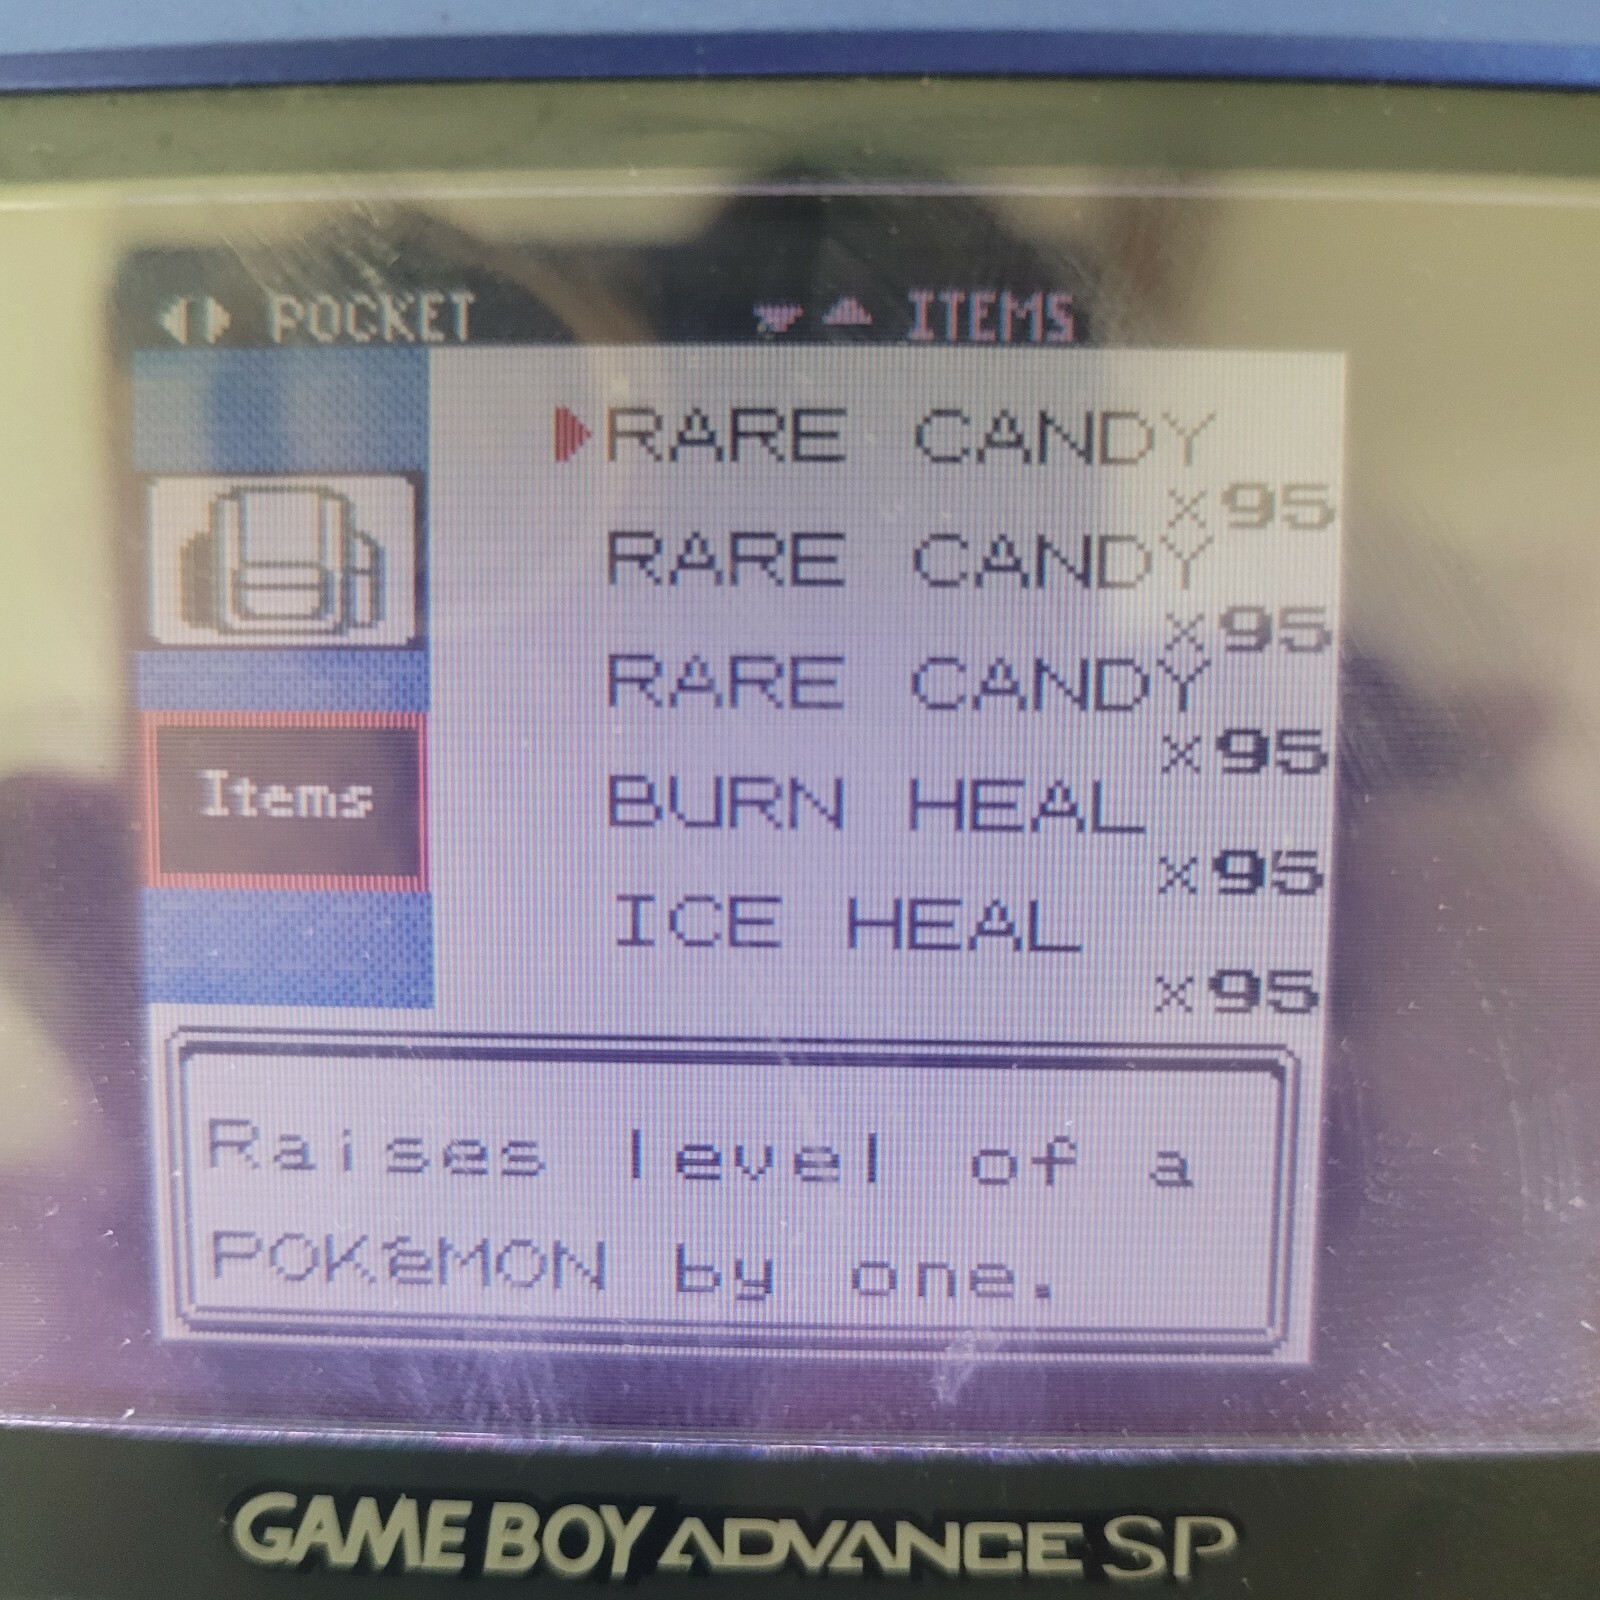 ◀▶ POCKET ▼▲ ITEMS
▶RARE CANDY
×95
RARE CANDY
×95
RARE CANDY
×95
BURN HEAL
×95
ICE HEAL
×95
Items
Raises level of a
POKéMON by one.
GAME BOY ADVANCE SP